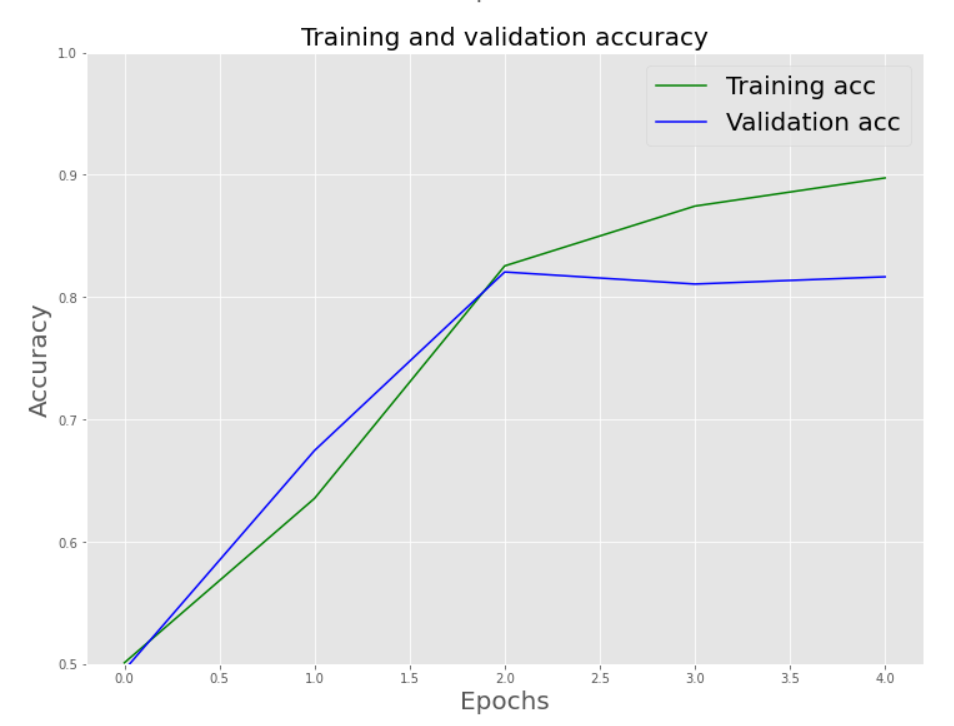 Training and validation accuracy
Training acc
Validation acc
1.0
0.9
0.8
0.7
0.6
0.5
Accuracy
0.0 0.5 1.0 1.5 2.0 2.5 3.0 3.5 4.0
Epochs